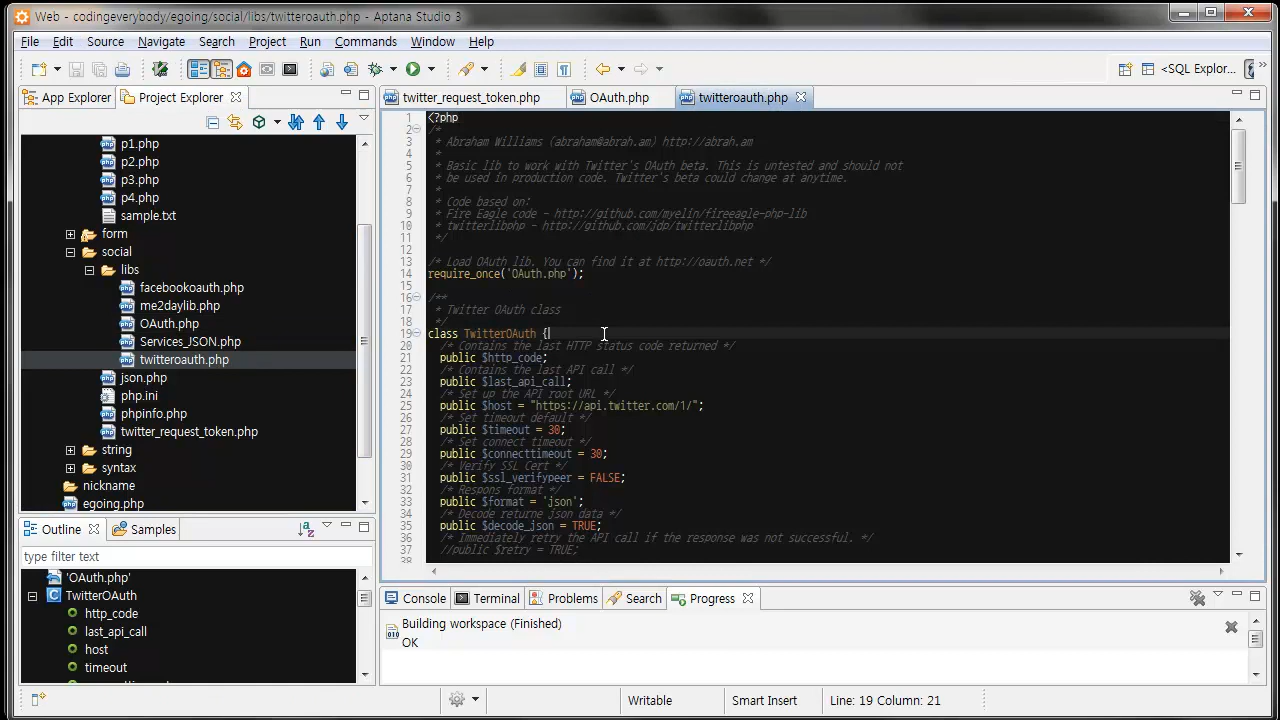 Web - codingeverybody/egoing/social/libs/twitteroauth.php - Aptana Studio 3
File Edit Source Navigate Search Project Run Commands Window Help
<SQL Explor...
App Explorer Project Explorer
p1.php
p2.php
p3.php
p4.php
sample.txt
form
social
libs
facebookoauth.php
me2daylib.php
OAuth.php
Services_JSON.php
twitteroauth.php
json.php
php.ini
phpinfo.php
twitter_request_token.php
string
syntax
nickname
egoing.php
Outline Samples
type filter text
'OAuth.php'
TwitterOAuth
http_code
last_api_call
host
timeout
twitter_request_token.php OAuth.php twitteroauth.php
1 <?php
2 /*
3 * Abraham Williams (abraham@abrah.am) http://abrah.am
4 *
5 * Basic lib to work with Twitter's OAuth beta. This is untested and should not
6 * be used in production code. Twitter's beta could change at anytime.
7 *
8 * Code based on:
9 * Fire Eagle code - http://github.com/myelin/fireeagle-php-lib
10 * twitterlibphp - http://github.com/jdp/twitterlibphp
11 */
12
13 /* Load OAuth lib. You can find it at http://oauth.net */
14 require_once('OAuth.php');
15
16 /**
17 * Twitter OAuth class
18 */
19 class TwitterOAuth {
20 /* Contains the last HTTP status code returned */
21 public $http_code;
22 /* Contains the last API call */
23 public $last_api_call;
24 /* Set up the API root URL */
25 public $host = "https://api.twitter.com/1/";
26 /* Set timeout default */
27 public $timeout = 30;
28 /* Set connect timeout */
29 public $connecttimeout = 30;
30 /* Verify SSL Cert */
31 public $ssl_verifypeer = FALSE;
32 /* Respons format */
33 public $format = 'json';
34 /* Decode returne json data */
35 public $decode_json = TRUE;
36 /* Immediately retry the API call if the response was not successful. */
37 //public $retry = TRUE;
38
Console Terminal Problems Search Progress
Building workspace (Finished)
OK
Writable Smart Insert Line: 19 Column: 21